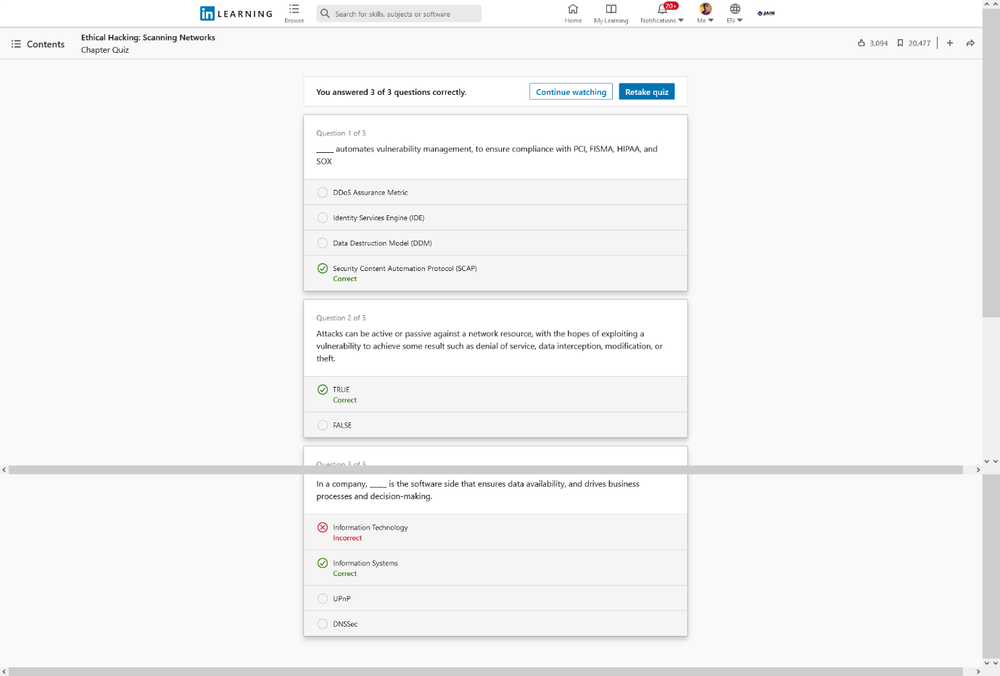 in LEARNING
Browse
Search for skills, subjects or software
Home
My Learning
20+
Notifications
Me
EN
JAIN
Contents
Ethical Hacking: Scanning Networks
Chapter Quiz
3,094
20,477
You answered 3 of 3 questions correctly.
Continue watching
Retake quiz
Question 1 of 3
____ automates vulnerability management, to ensure compliance with PCI, FISMA, HIPAA, and
SOX
DDoS Assurance Metric
Identity Services Engine (IDE)
Data Destruction Model (DDM)
Security Content Automation Protocol (SCAP)
Correct
Question 2 of 3
Attacks can be active or passive against a network resource, with the hopes of exploiting a
vulnerability to achieve some result such as denial of service, data interception, modification, or
theft.
TRUE
Correct
FALSE
Question 3 of 3
In a company, ____ is the software side that ensures data availability, and drives business
processes and decision-making.
Information Technology
Incorrect
Information Systems
Correct
UPnP
DNSSec